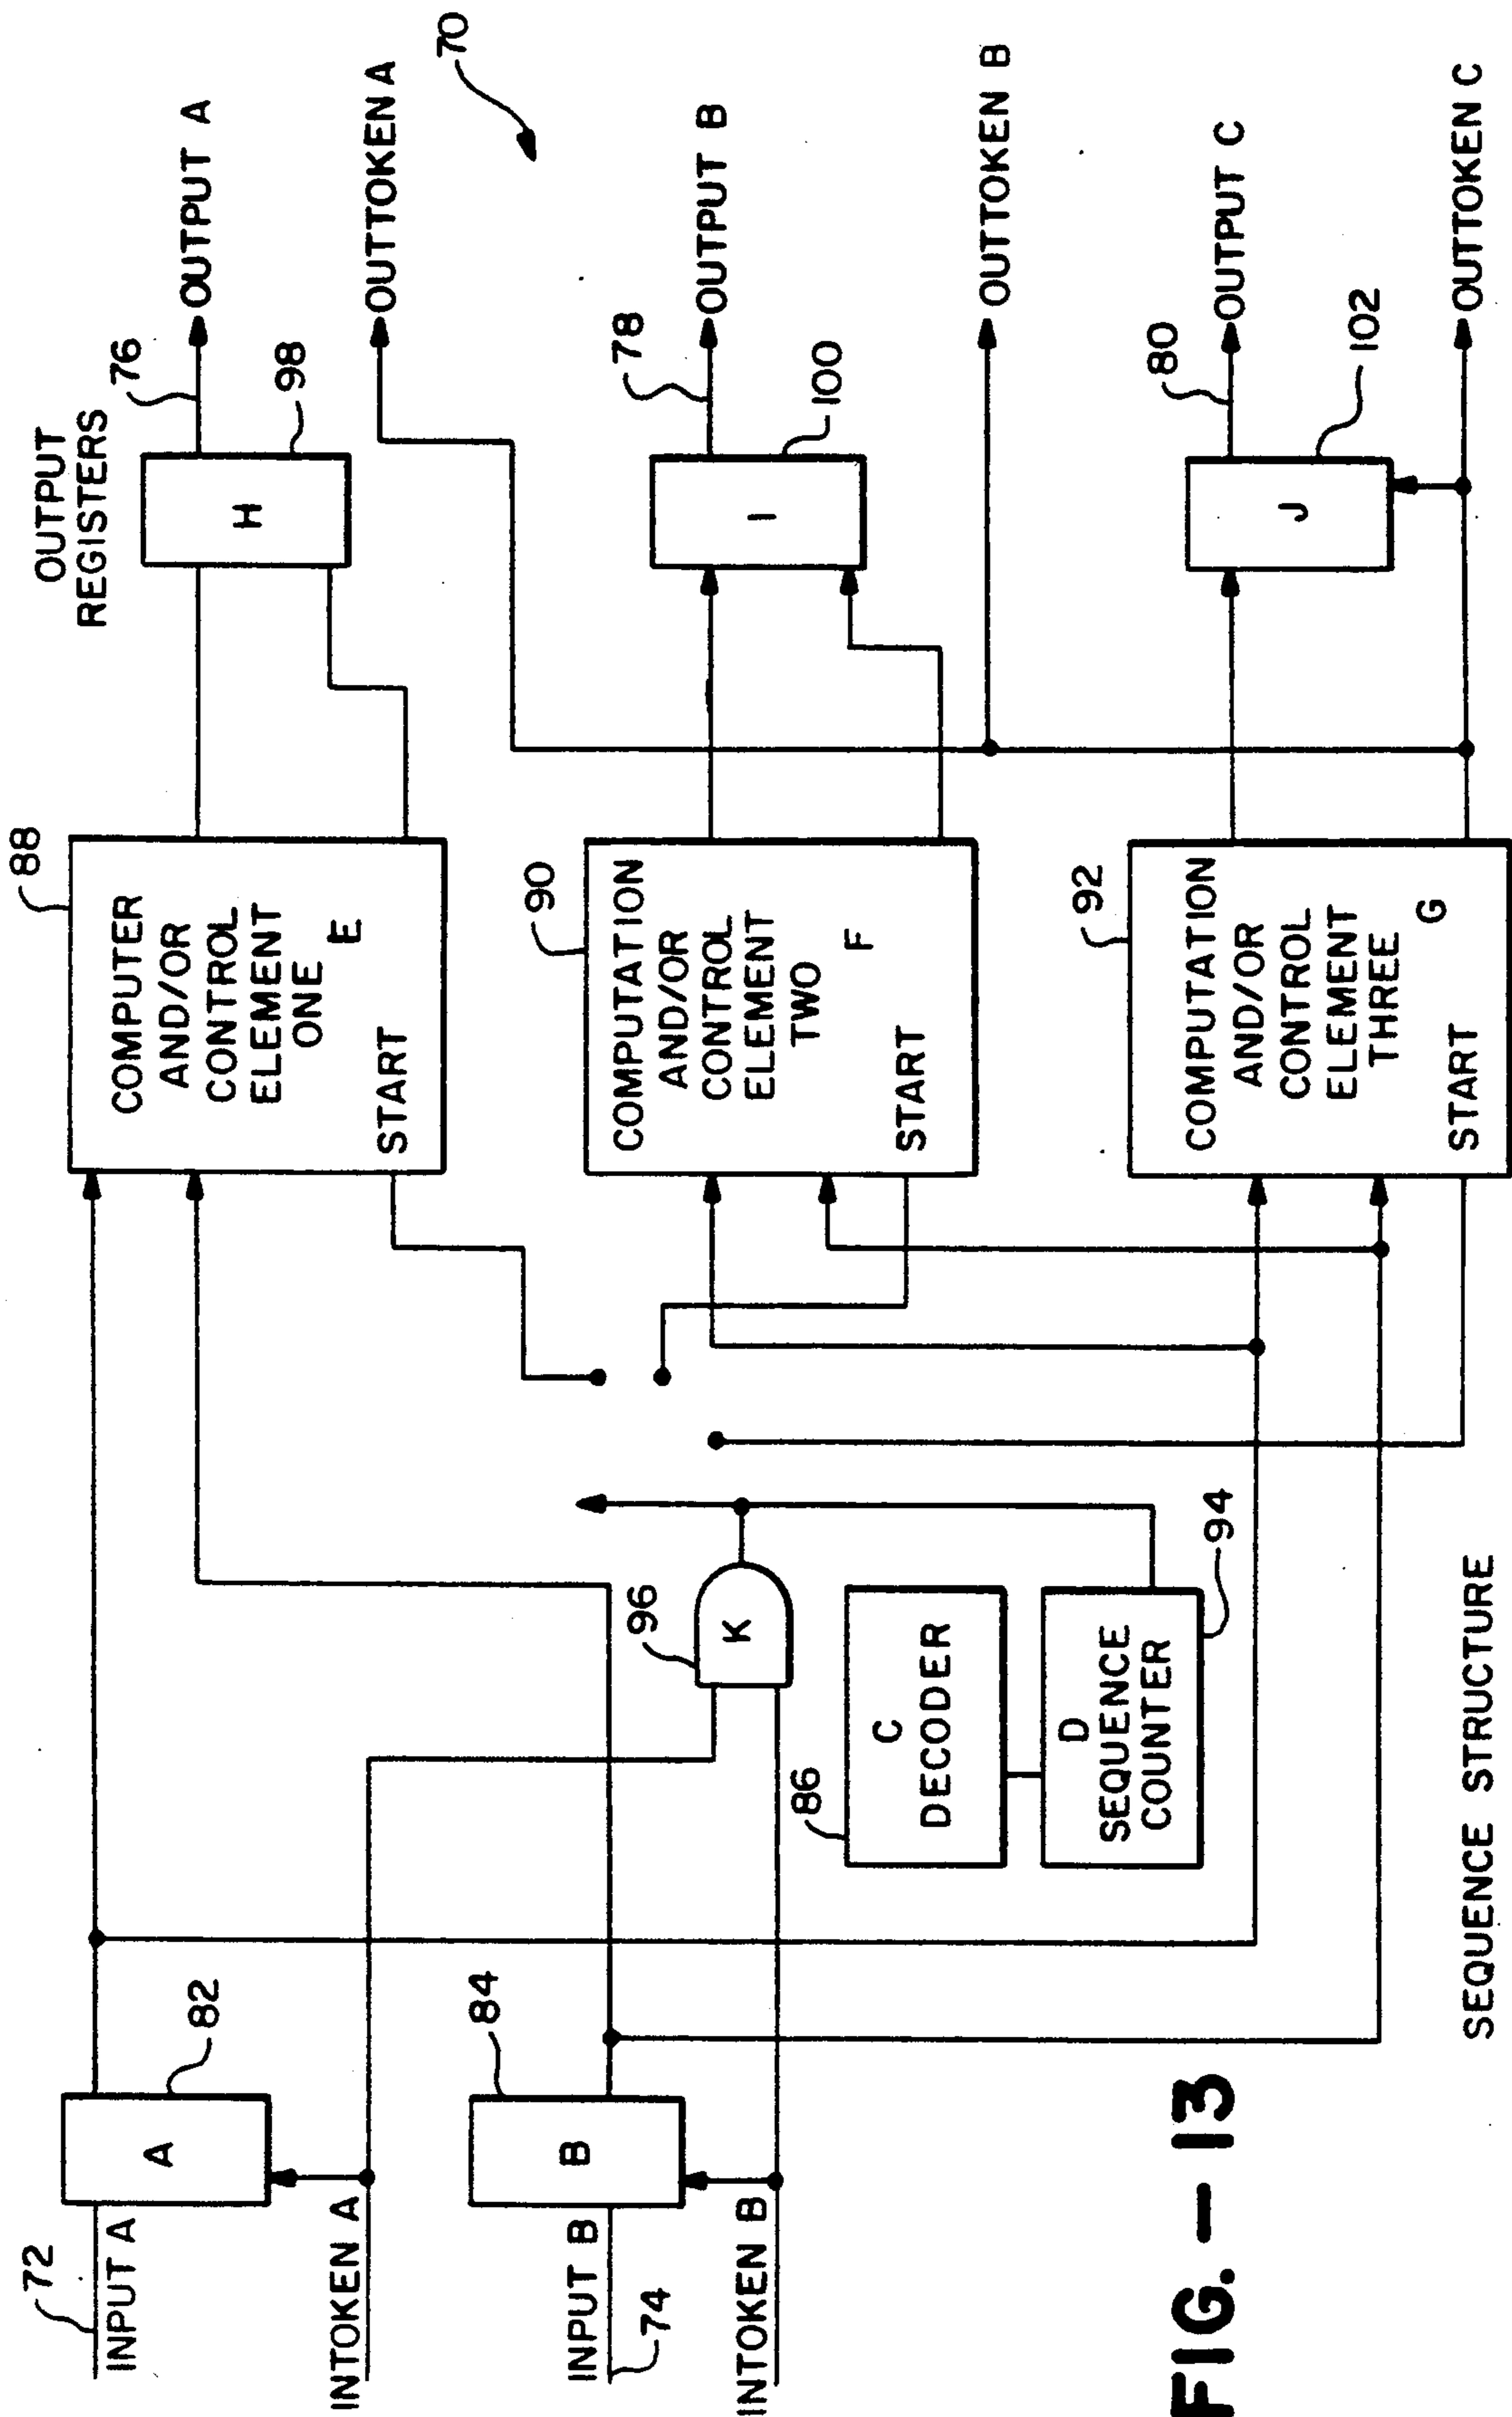 72
INPUT A
INTOKEN A
A
82
INPUT B
74
INTOKEN B
B
84
96
K
86
C
DECODER
D
SEQUENCE
COUNTER
94
88
COMPUTER
AND/OR
CONTROL
ELEMENT
ONE
E
START
90
COMPUTATION
AND/OR
CONTROL
ELEMENT
TWO
F
START
92
COMPUTATION
AND/OR
CONTROL
ELEMENT
THREE
G
START
OUTPUT
REGISTERS
H
76
98
OUTPUT A
OUTTOKEN A
70
I
78
100
OUTPUT B
OUTTOKEN B
J
80
102
OUTPUT C
OUTTOKEN C
FIG. – 13
SEQUENCE STRUCTURE